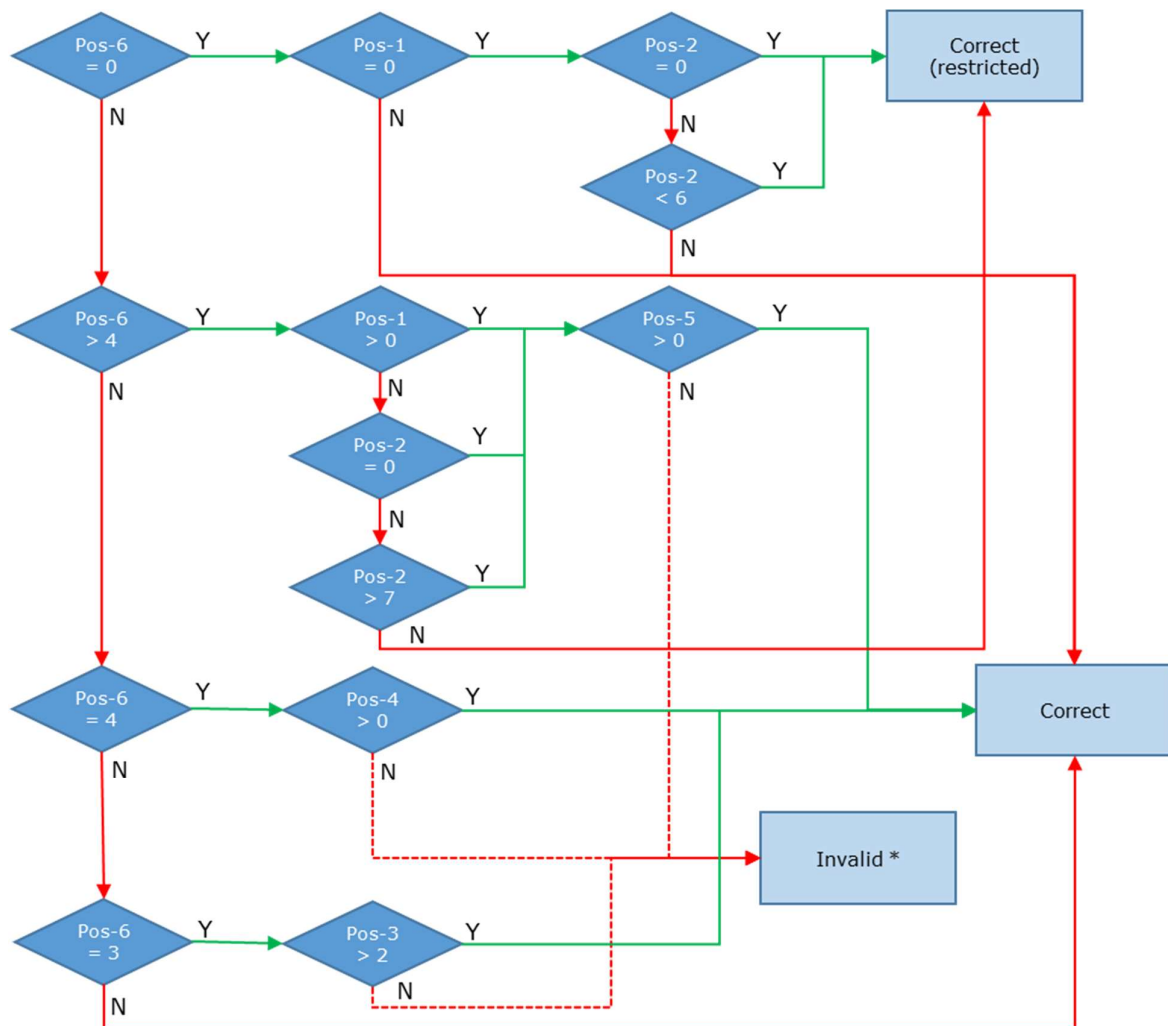 Pos-6
= 0
Y
Pos-1
= 0
Y
Pos-2
= 0
Y
Correct
(restricted)
N
N
N
Pos-2
< 6
Y
N
Pos-6
> 4
Y
Pos-1
> 0
Y
Pos-5
> 0
Y
N
N
N
Pos-2
= 0
Y
N
Pos-2
> 7
Y
N
Pos-6
= 4
Y
Pos-4
> 0
Y
Correct
N
N
Invalid *
Pos-6
= 3
Y
Pos-3
> 2
Y
N
N